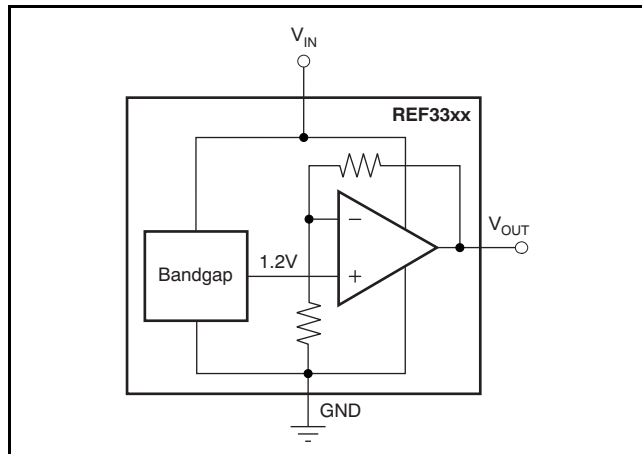 V_IN
REF33xx
−
V_OUT
Bandgap
1.2V
+
GND